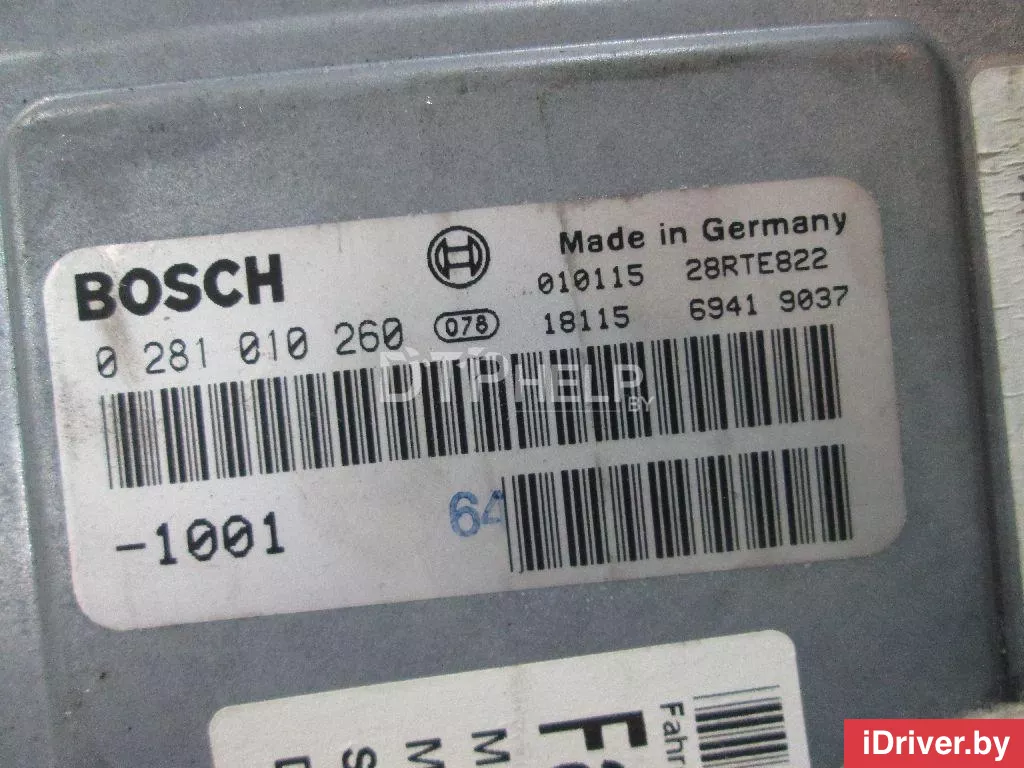 BOSCH
Made in Germany
010115 28RTE822
0 281 010 260 078 18115 6941 9037
DTPHELP
BY
-1001 64
Fahr
iDriver.by